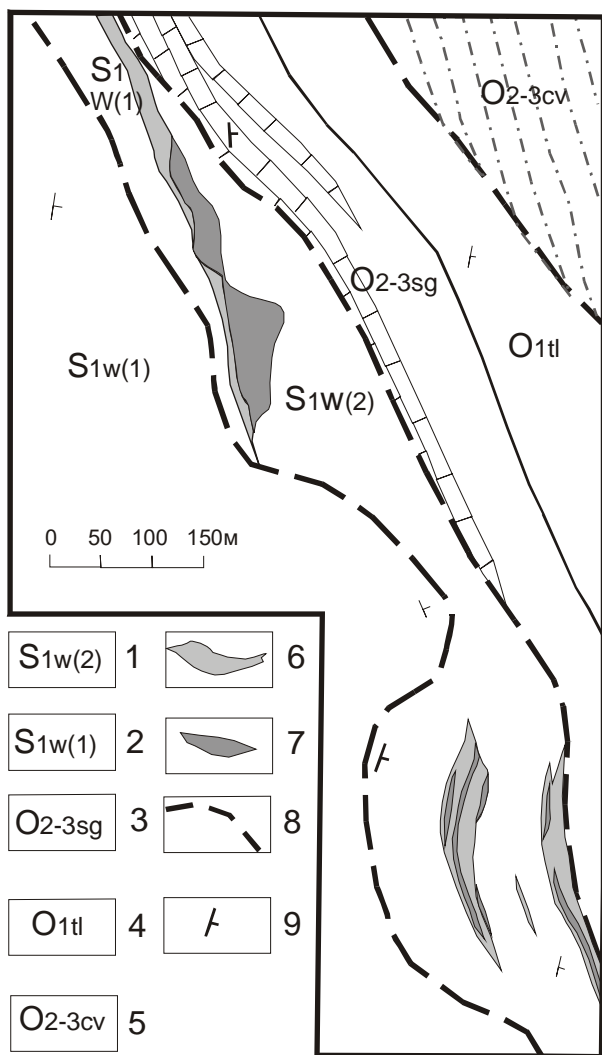 S1
W(1)
O2-3cv
O2-3sg
O1tl
S1w(1)
S1W(2)
0 50 100 150м
S1w(2) 1
6
S1w(1) 2
7
O2-3sg 3
8
O1tl 4
9
O2-3cv 5